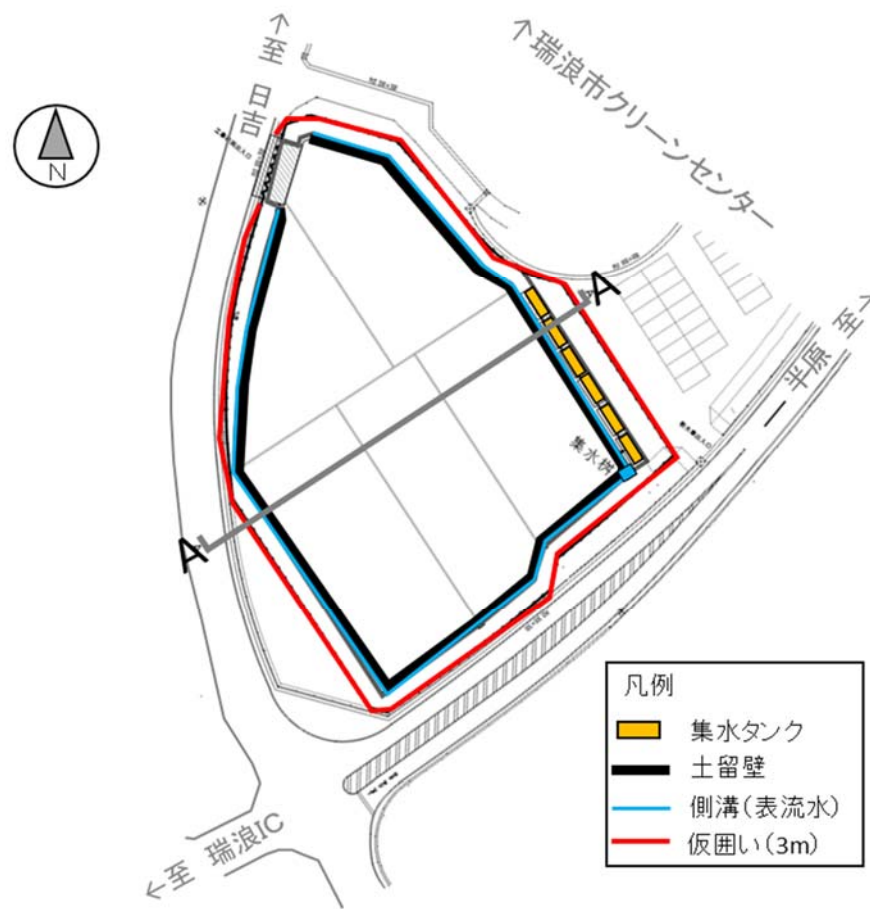 ↑至 日吉
↑瑞浪市クリーンセンター
N
A
半原 至↑
集水桝
A
凡例
集水タンク
土留壁
側溝(表流水)
仮囲い(3m)
←至 瑞浪IC